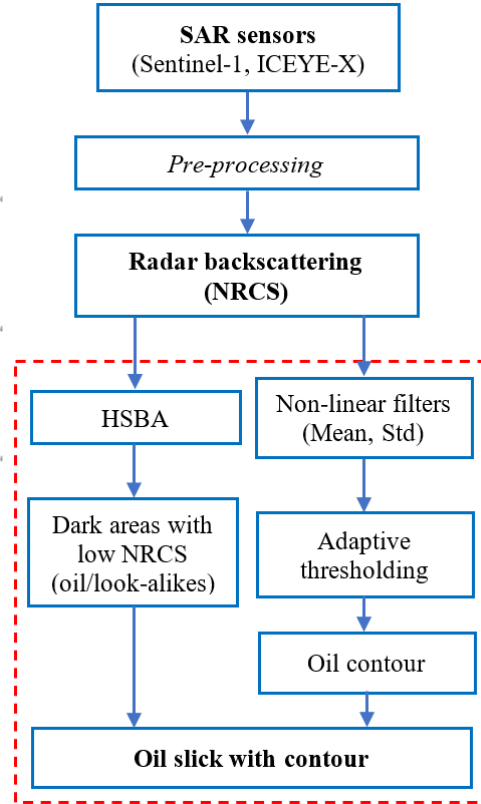 SAR sensors
(Sentinel-1, ICEYE-X)
Pre-processing
Radar backscattering
(NRCS)
HSBA
Dark areas with
low NRCS
(oil/look-alikes)
Non-linear filters
(Mean, Std)
Adaptive
thresholding
Oil contour
Oil slick with contour